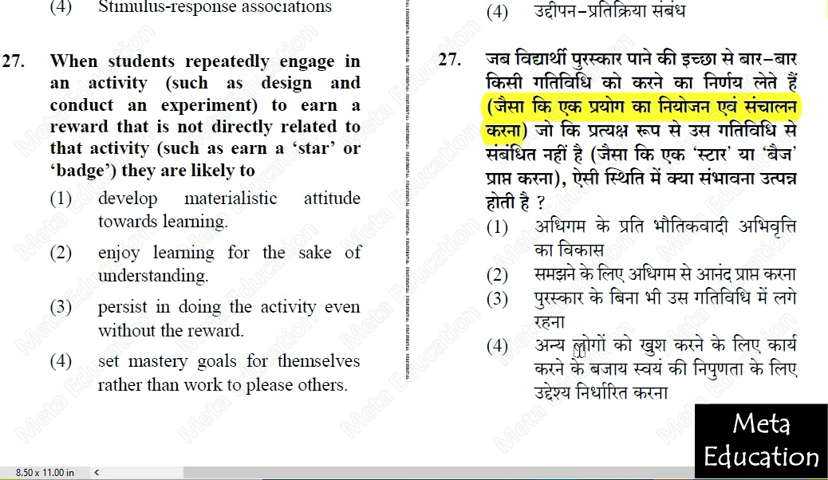 (4) Stimulus-response associations
27. When students repeatedly engage in
an activity (such as design and
conduct an experiment) to earn a
reward that is not directly related to
that activity (such as earn a ‘star’ or
‘badge’) they are likely to
(1) develop materialistic attitude
towards learning.
(2) enjoy learning for the sake of
understanding.
(3) persist in doing the activity even
without the reward.
(4) set mastery goals for themselves
rather than work to please others.
(4) उद्दीपन-प्रतिक्रिया संबंध
27. जब विद्यार्थी पुरस्कार पाने की इच्छा से बार-बार
किसी गतिविधि को करने का निर्णय लेते हैं
(जैसा कि एक प्रयोग का नियोजन एवं संचालन
करना) जो कि प्रत्यक्ष रूप से उस गतिविधि से
संबंधित नहीं है (जैसा कि एक ‘स्टार’ या ‘बैज’
प्राप्त करना), ऐसी स्थिति में क्या संभावना उत्पन्न
होती है ?
(1) अधिगम के प्रति भौतिकवादी अभिवृत्ति
का विकास
(2) समझने के लिए अधिगम से आनंद प्राप्त करना
(3) पुरस्कार के बिना भी उस गतिविधि में लगे
रहना
(4) अन्य लोगों को खुश करने के लिए कार्य
करने के बजाय स्वयं की निपुणता के लिए
उद्देश्य निर्धारित करना
Meta
Education
8.50 x 11.00 in